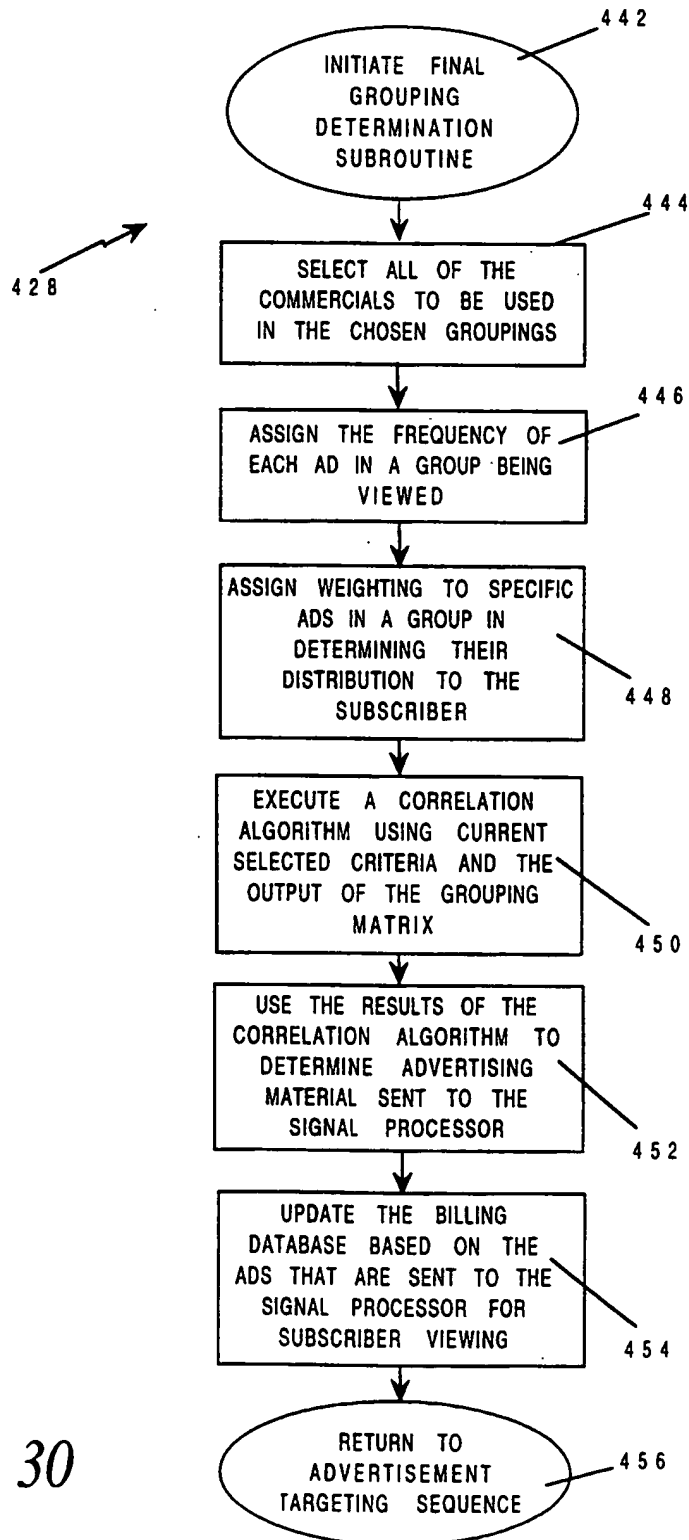 442
INITIATE FINAL
GROUPING
DETERMINATION
SUBROUTINE
444
428
SELECT ALL OF THE
COMMERCIALS TO BE USED
IN THE CHOSEN GROUPINGS
446
ASSIGN THE FREQUENCY OF
EACH AD IN A GROUP BEING
VIEWED
ASSIGN WEIGHTING TO SPECIFIC
ADS IN A GROUP IN
DETERMINING THEIR
DISTRIBUTION TO THE
SUBSCRIBER
448
EXECUTE A CORRELATION
ALGORITHM USING CURRENT
SELECTED CRITERIA AND THE
OUTPUT OF THE GROUPING
MATRIX
450
USE THE RESULTS OF THE
CORRELATION ALGORITHM TO
DETERMINE ADVERTISING
MATERIAL SENT TO THE
SIGNAL PROCESSOR
452
UPDATE THE BILLING
DATABASE BASED ON THE
ADS THAT ARE SENT TO THE
SIGNAL PROCESSOR FOR
SUBSCRIBER VIEWING
454
RETURN TO
ADVERTISEMENT
TARGETING SEQUENCE
456
30